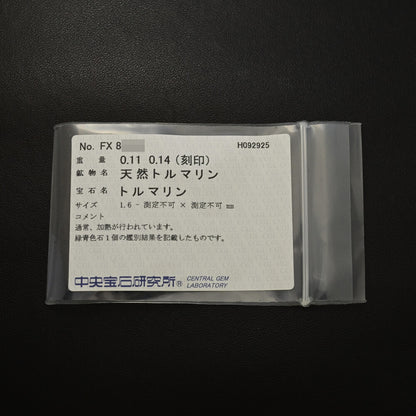 No. FX 8
H092925
重　量　0.11 0.14 (刻印)
鉱物名　天然トルマリン
宝石名　トルマリン
サイズ　1.6 - 測定不可 × 測定不可 mm
コメント
通常、加熱が行われています。
緑青色石1個の鑑別結果を記載したものです。
中央宝石研究所® CENTRAL GEM LABORATORY